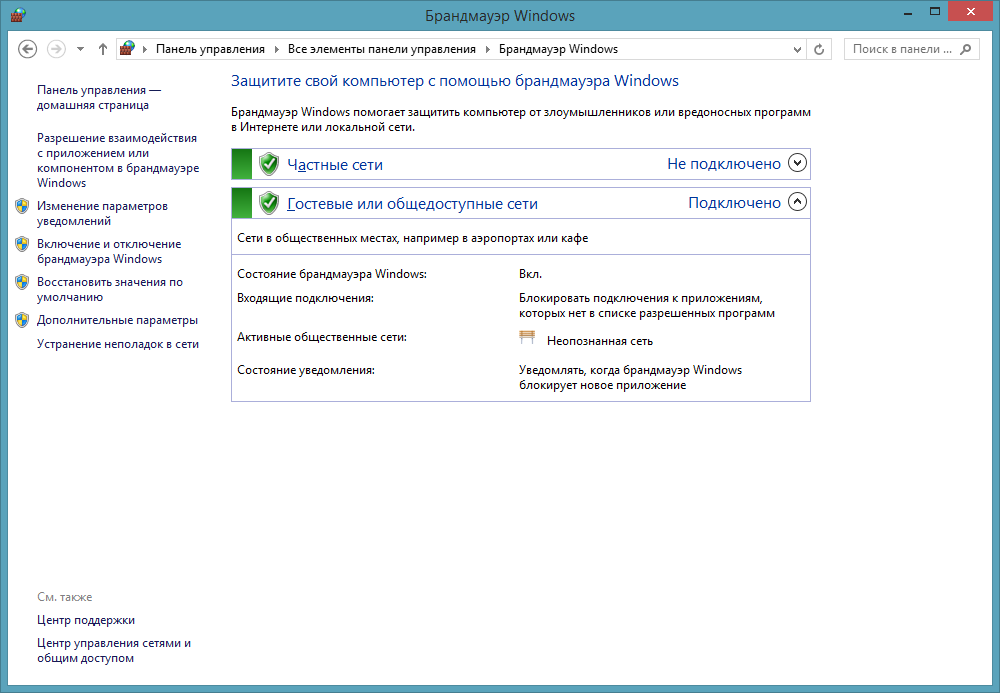 Брандмауэр Windows
Панель управления
Все элементы панели управления
Брандмауэр Windows
Поиск в панели ...
Панель управления —
домашняя страница
Разрешение взаимодействия
с приложением или
компонентом в брандмауэре
Windows
Изменение параметров
уведомлений
Включение и отключение
брандмауэра Windows
Восстановить значения по
умолчанию
Дополнительные параметры
Устранение неполадок в сети
Защитите свой компьютер с помощью брандмауэра Windows
Брандмауэр Windows помогает защитить компьютер от злоумышленников или вредоносных программ
в Интернете или локальной сети.
Частные сети Не подключено
Гостевые или общедоступные сети Подключено
Сети в общественных местах, например в аэропортах или кафе
Состояние брандмауэра Windows: Вкл.
Входящие подключения: Блокировать подключения к приложениям,
которых нет в списке разрешенных программ
Активные общественные сети: Неопознанная сеть
Состояние уведомления: Уведомлять, когда брандмауэр Windows
блокирует новое приложение
См. также
Центр поддержки
Центр управления сетями и
общим доступом